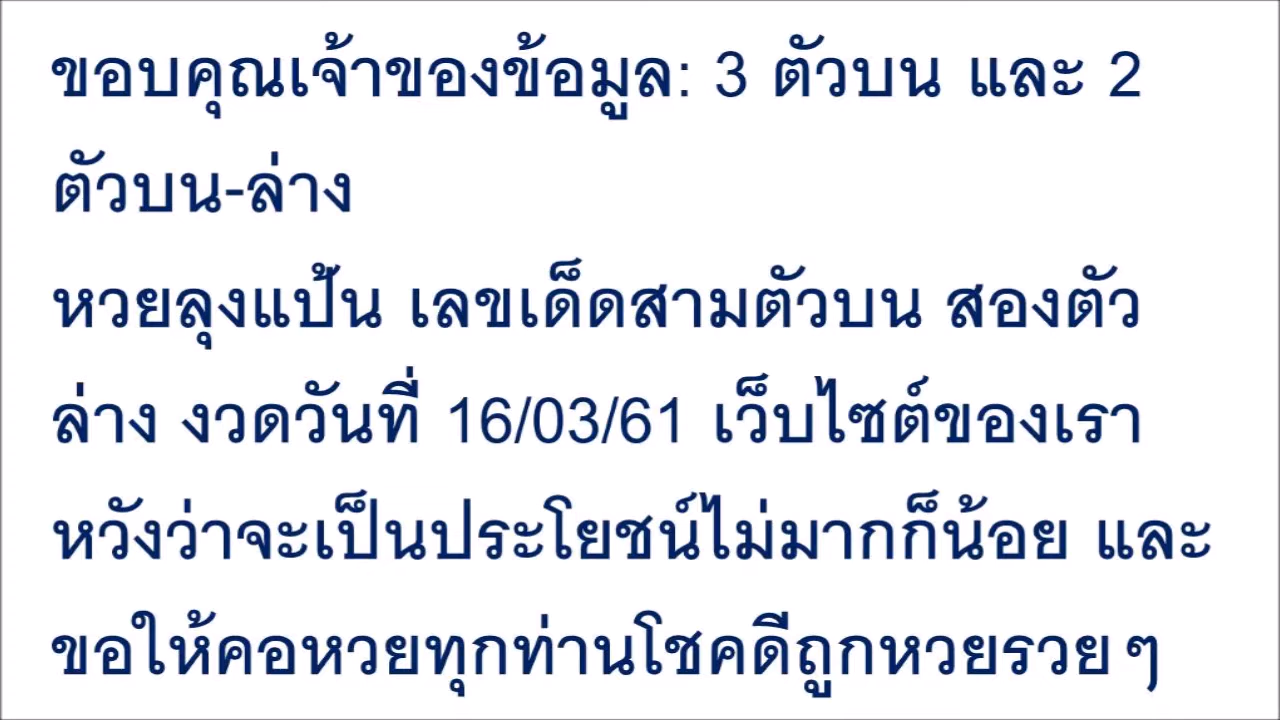 ขอบคุณเจ้าของข้อมูล: 3 ตัวบน และ 2
ตัวบน-ล่าง
หวยลุงแป้น เลขเด็ดสามตัวบน สองตัว
ล่าง งวดวันที่ 16/03/61 เว็บไซต์ของเรา
หวังว่าจะเป็นประโยชน์ไม่มากก็น้อย และ
ขอให้คอหวยทุกท่านโชคดีถูกหวยรวยๆ